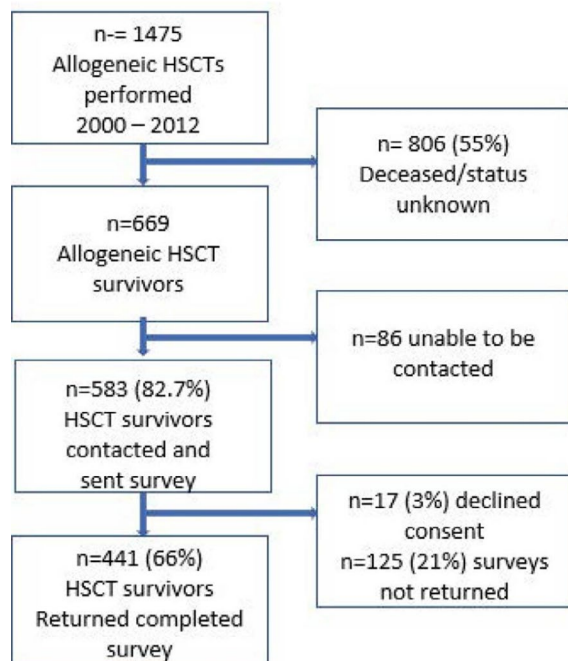 n-= 1475
Allogeneic HSCTs
performed
2000 – 2012
n= 806 (55%)
Deceased/status
unknown
n=669
Allogeneic HSCT
survivors
n=86 unable to be
contacted
n=583 (82.7%)
HSCT survivors
contacted and
sent survey
n=17 (3%) declined
consent
n=125 (21%) surveys
not returned
n=441 (66%)
HSCT survivors
Returned completed
survey